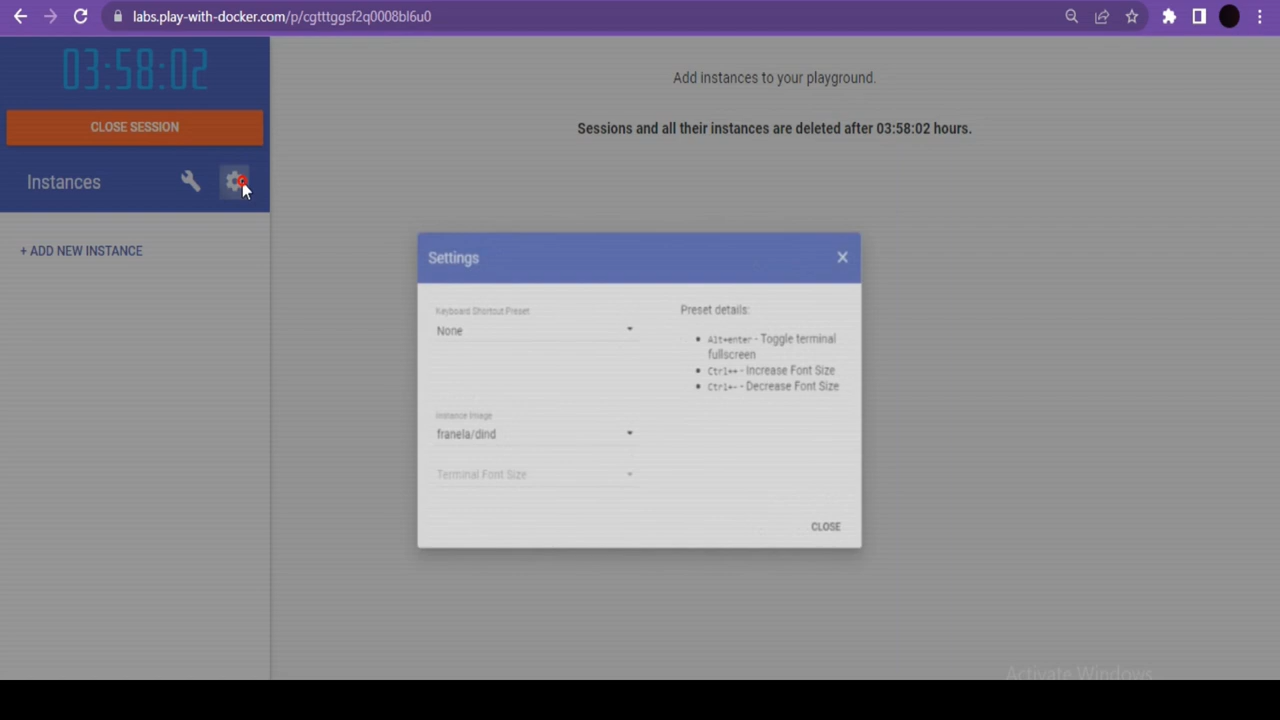 labs.play-with-docker.com/p/cgtttggsf2q0008bl6u0
03:58:02
CLOSE SESSION
Instances
+ ADD NEW INSTANCE
Add instances to your playground.
Sessions and all their instances are deleted after 03:58:02 hours.
Settings
Keyboard Shortcut Preset
None
Instance Image
franela/dind
Terminal Font Size
Preset details:
Alt+enter - Toggle terminal
fullscreen
Ctrl++ - Increase Font Size
Ctrl+- - Decrease Font Size
CLOSE
Activate Windows